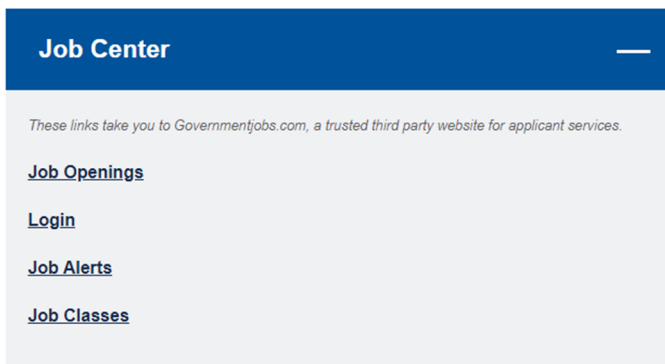 Job Center
These links take you to Governmentjobs.com, a trusted third party website for applicant services.
Job Openings
Login
Job Alerts
Job Classes